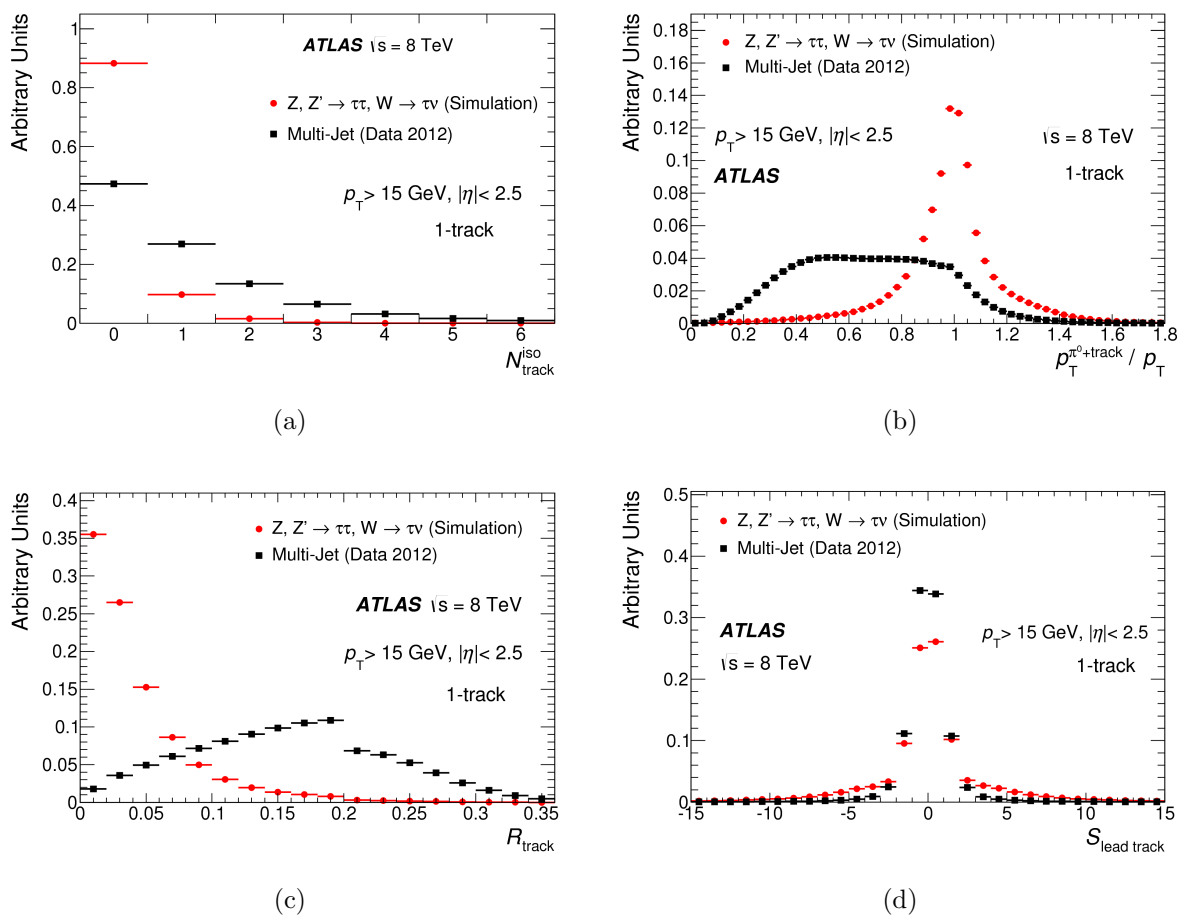 Arbitrary Units
1
0.8
0.6
0.4
0.2
0
ATLAS √s = 8 TeV
Z, Z' → ττ, W → τν (Simulation)
Multi-Jet (Data 2012)
p_T > 15 GeV, |η| < 2.5
1-track
0 1 2 3 4 5 6
N^iso_track
(a)
Arbitrary Units
0.18
0.16
0.14
0.12
0.1
0.08
0.06
0.04
0.02
0
Z, Z' → ττ, W → τν (Simulation)
Multi-Jet (Data 2012)
p_T > 15 GeV, |η| < 2.5
√s = 8 TeV
ATLAS
1-track
0 0.2 0.4 0.6 0.8 1 1.2 1.4 1.6 1.8
p_T^π⁰+track / p_T
(b)
Arbitrary Units
0.4
0.35
0.3
0.25
0.2
0.15
0.1
0.05
0
Z, Z' → ττ, W → τν (Simulation)
Multi-Jet (Data 2012)
ATLAS √s = 8 TeV
p_T > 15 GeV, |η| < 2.5
1-track
0 0.05 0.1 0.15 0.2 0.25 0.3 0.35
R_track
(c)
Arbitrary Units
0.5
0.4
0.3
0.2
0.1
0
Z, Z' → ττ, W → τν (Simulation)
Multi-Jet (Data 2012)
ATLAS
p_T > 15 GeV, |η| < 2.5
√s = 8 TeV
1-track
-15 -10 -5 0 5 10 15
S_lead track
(d)